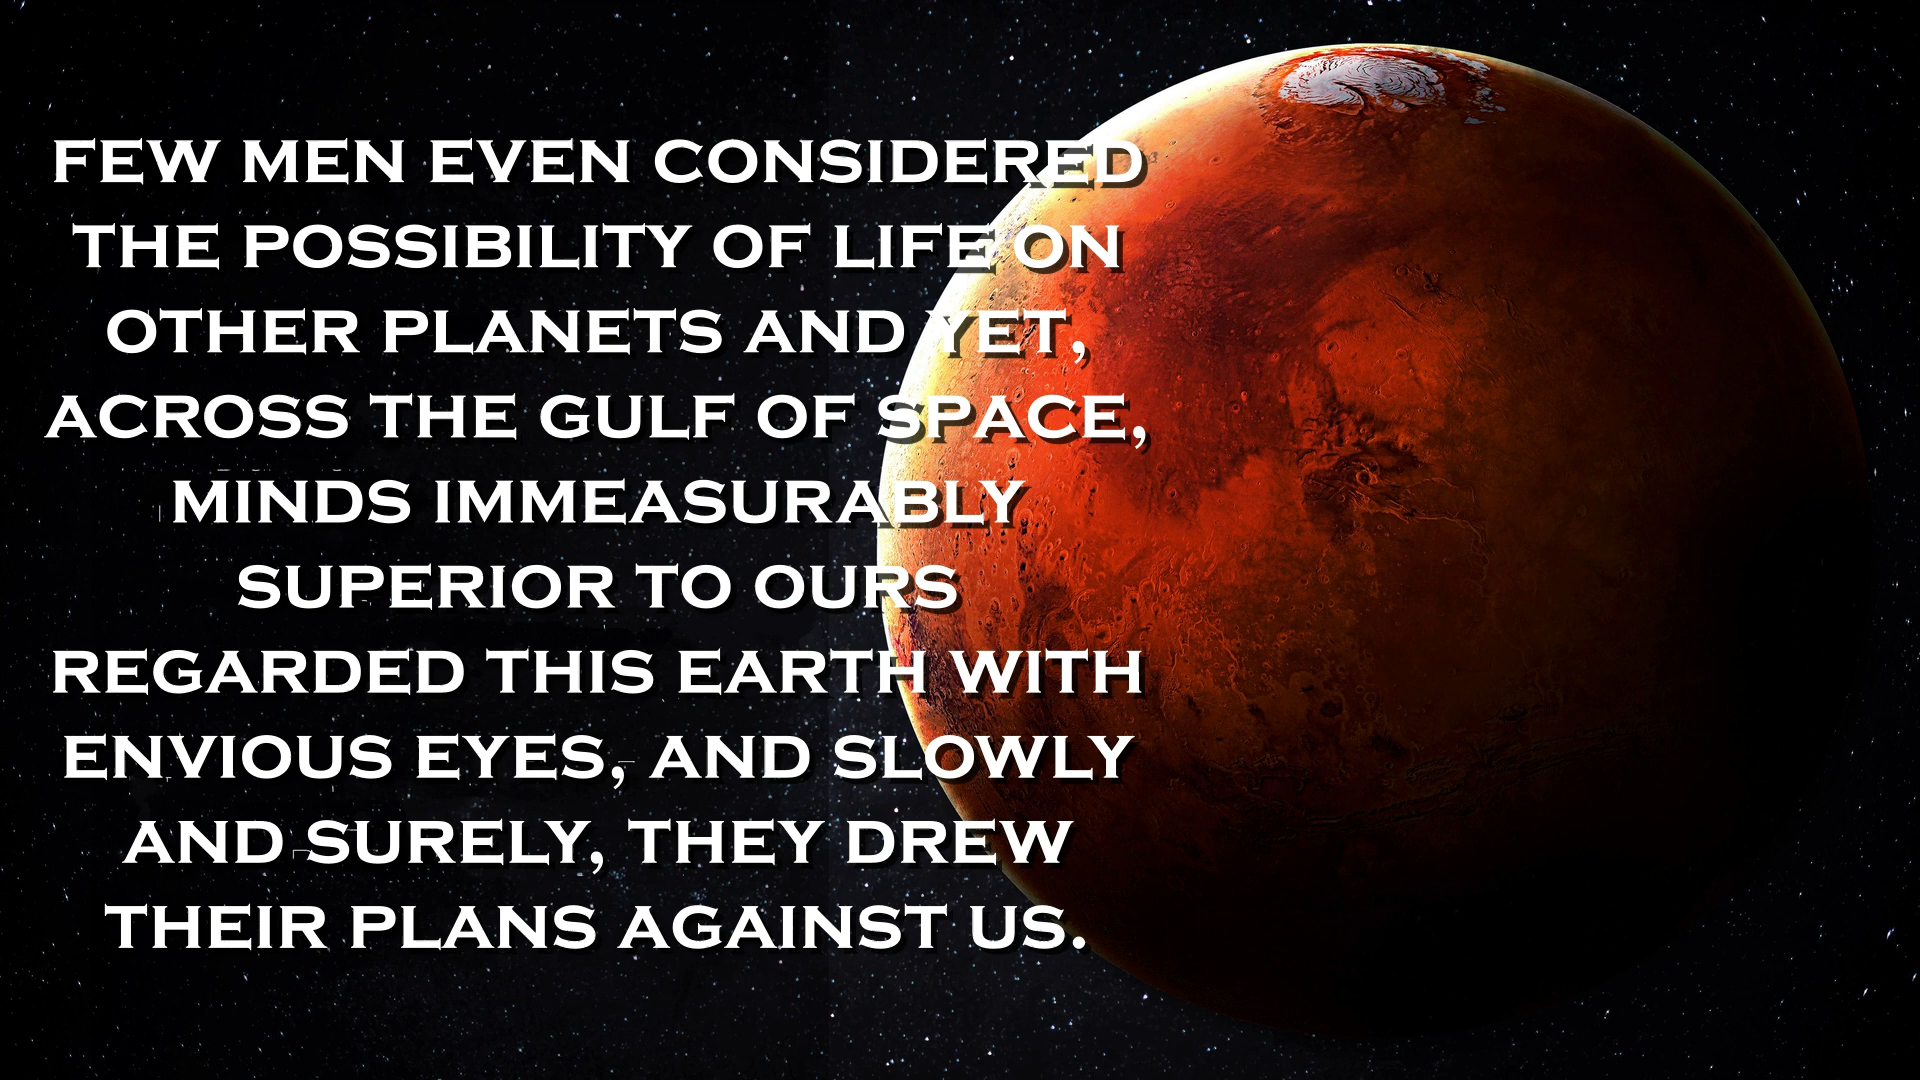 FEW MEN EVEN CONSIDERED
THE POSSIBILITY OF LIFE ON
OTHER PLANETS AND YET,
ACROSS THE GULF OF SPACE,
MINDS IMMEASURABLY
SUPERIOR TO OURS
REGARDED THIS EARTH WITH
ENVIOUS EYES, AND SLOWLY
AND SURELY, THEY DREW
THEIR PLANS AGAINST US.